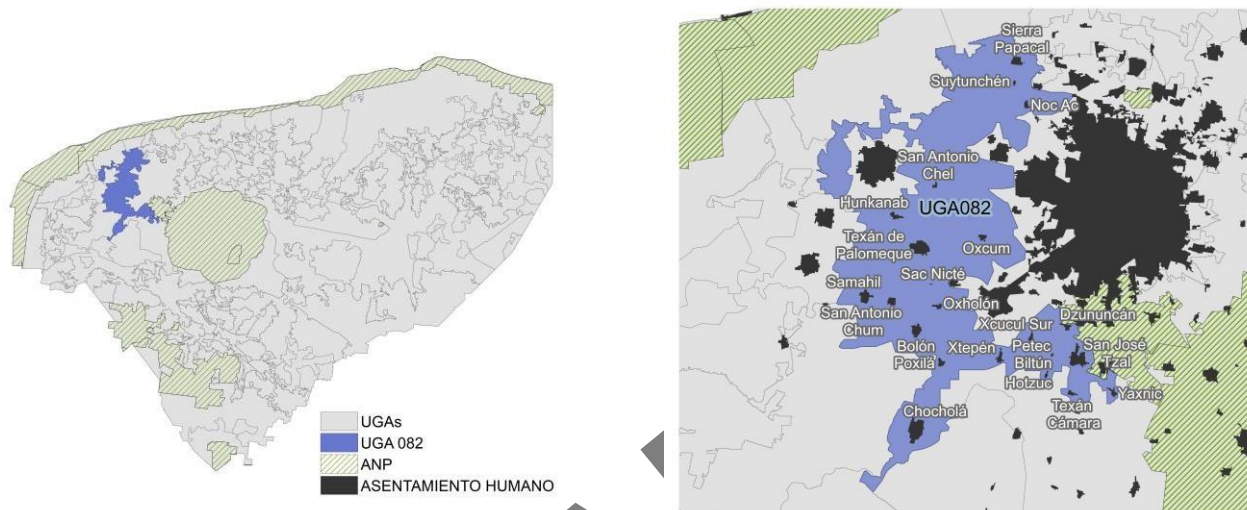 UGAs
UGA 082
ANP
ASENTAMIENTO HUMANO
Sierra
Papacal
Suytunchén
Noc Ac
San Antonio
Chel
Hunkanab
UGA082
Texán de
Palomeque
Oxcum
Sac Nicté
Samahil
Oxholón
San Antonio
Chum
Dzununcán
Xcucul Sur
Bolón
Poxilá
Xtepén
Petec
Biltún
San José
Tzal
Hotzuc
Yaxnic
Texán
Cámara
Chocholá